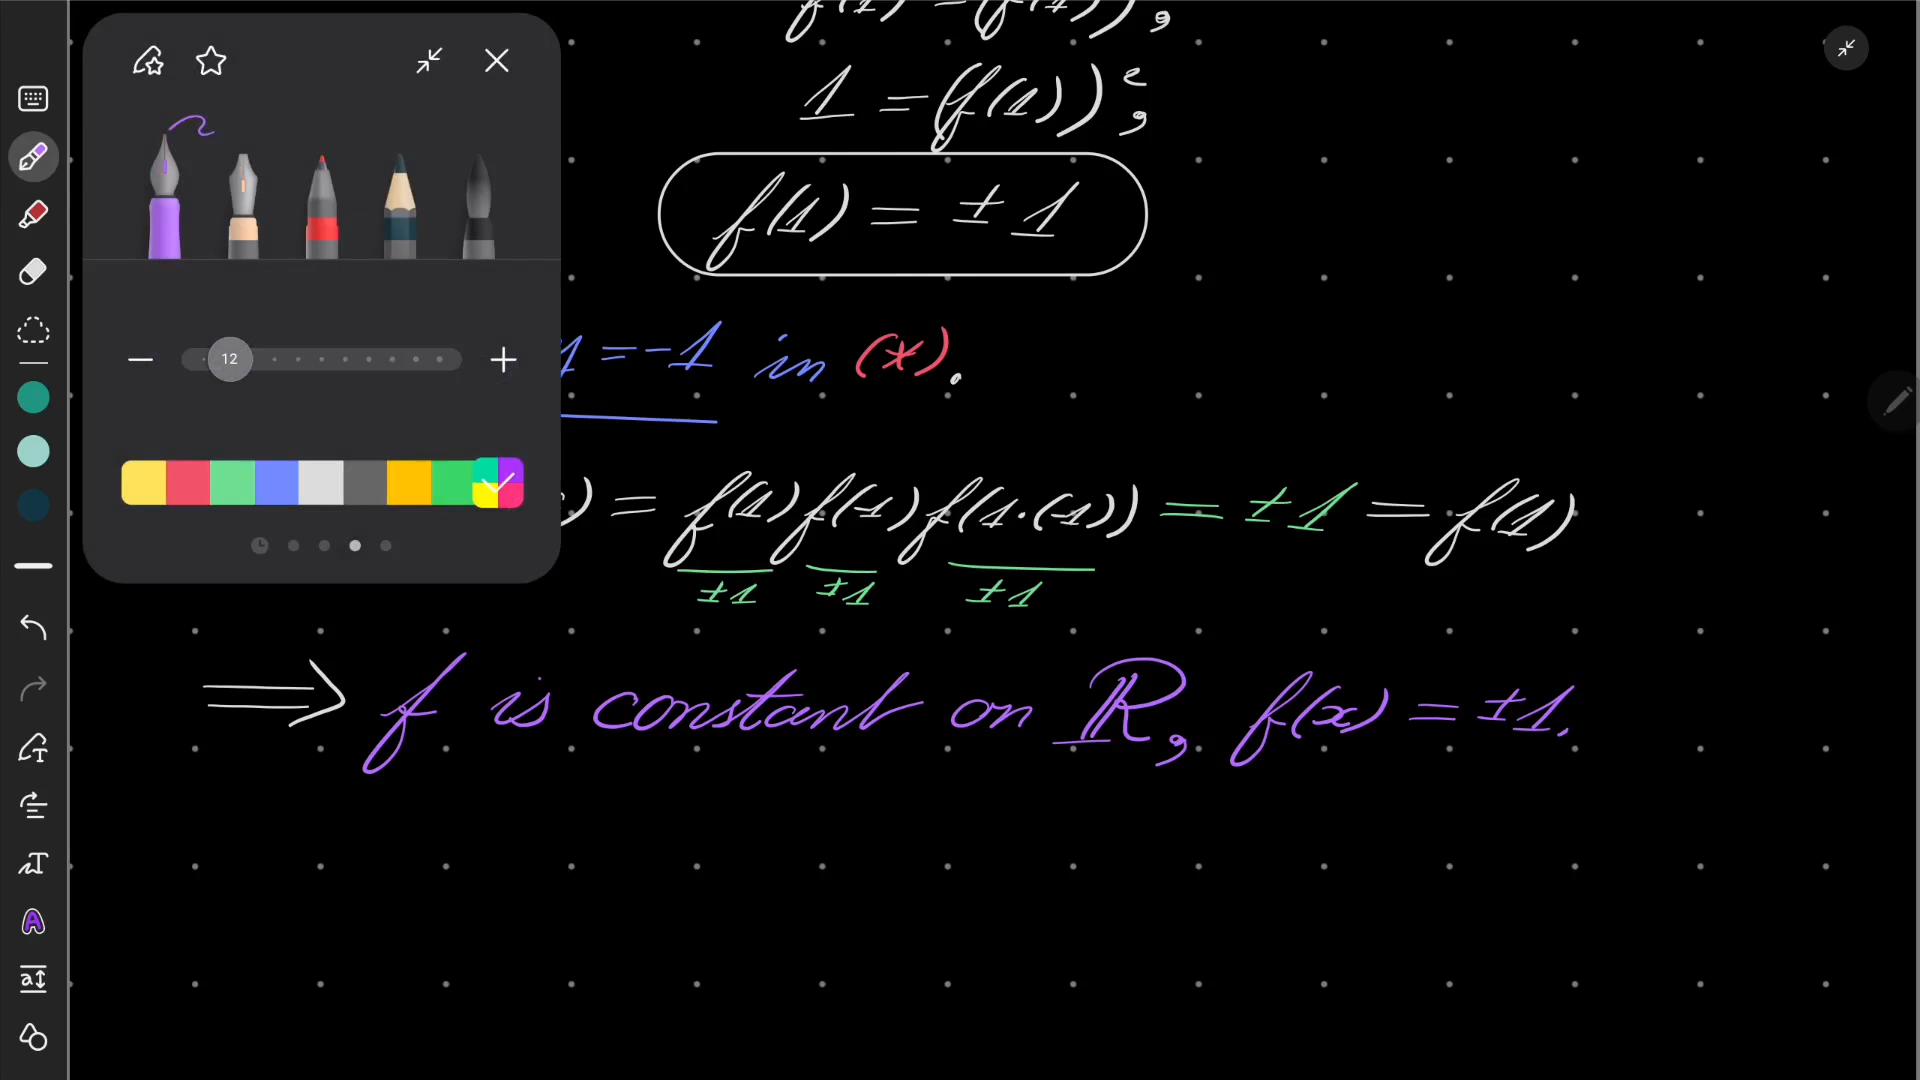 1 = (f(1))²,
f(1) = ±1
= -1 in (*).
) = f(1)f(-1)f(1·(-1)) = ±1 = f(1)
±1 ±1 ±1
⟹ f is constant on ℝ, f(x) = ±1.
12